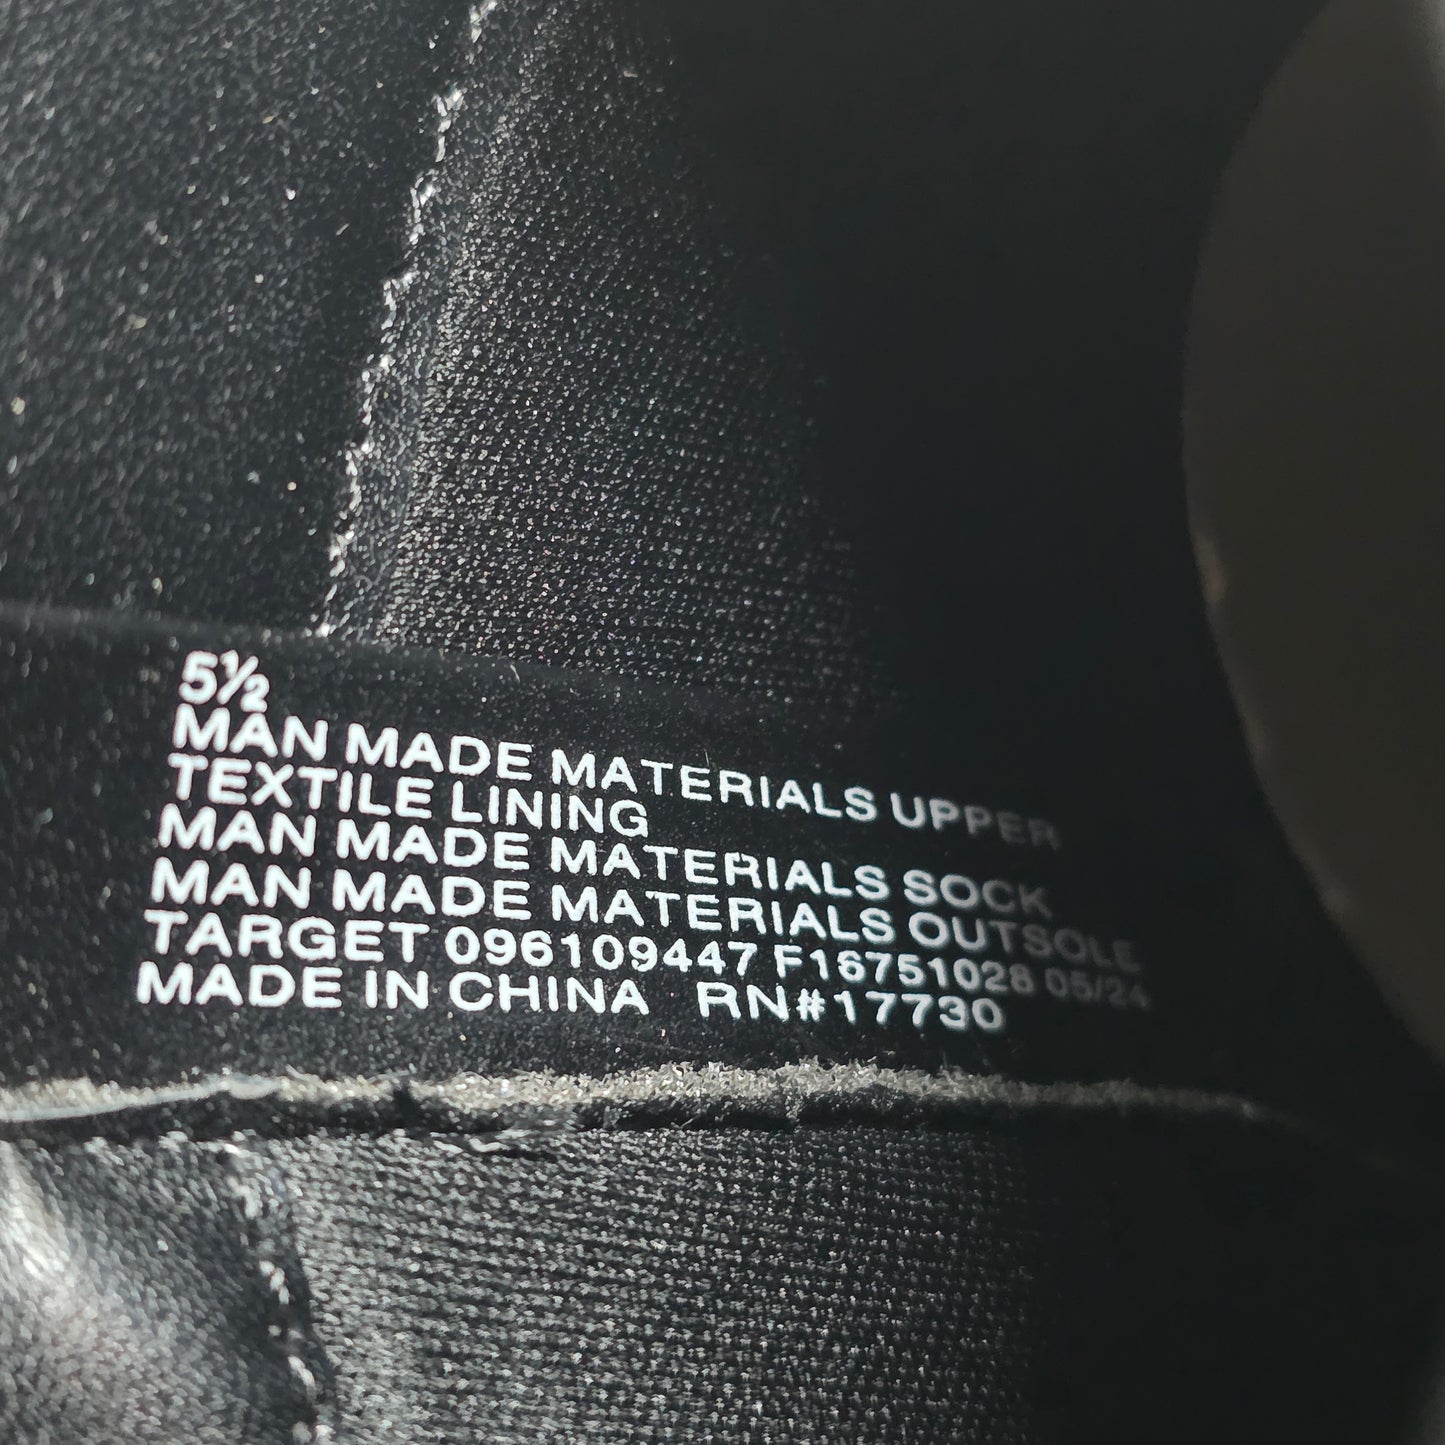 5½
MAN MADE MATERIALS UPPER
TEXTILE LINING
MAN MADE MATERIALS SOCK
MAN MADE MATERIALS OUTSOLE
TARGET 096109447 F16751028 05/24
MADE IN CHINA RN#17730